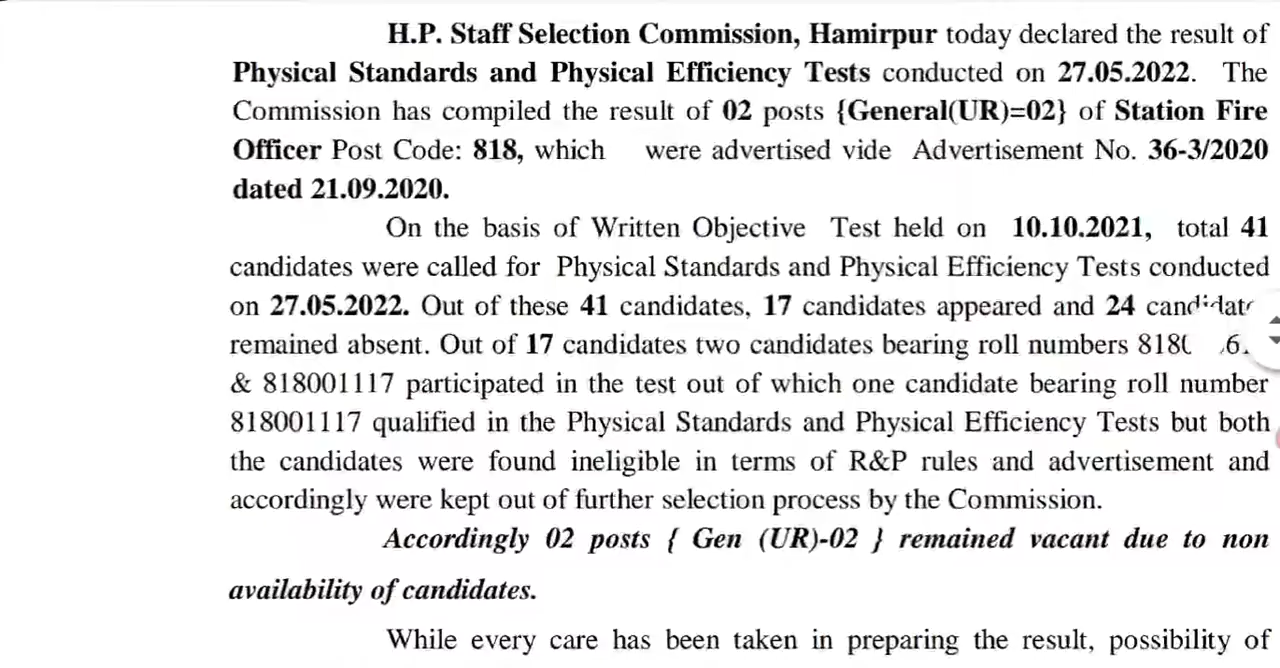 H.P. Staff Selection Commission, Hamirpur today declared the result of
Physical Standards and Physical Efficiency Tests conducted on 27.05.2022. The
Commission has compiled the result of 02 posts {General(UR)=02} of Station Fire
Officer Post Code: 818, which were advertised vide Advertisement No. 36-3/2020
dated 21.09.2020.
On the basis of Written Objective Test held on 10.10.2021, total 41
candidates were called for Physical Standards and Physical Efficiency Tests conducted
on 27.05.2022. Out of these 41 candidates, 17 candidates appeared and 24
remained absent. Out of 17 candidates two candidates bearing roll numbers
& 818001117 participated in the test out of which one candidate bearing roll number
818001117 qualified in the Physical Standards and Physical Efficiency Tests but both
the candidates were found ineligible in terms of R&P rules and advertisement and
accordingly were kept out of further selection process by the Commission.
Accordingly 02 posts { Gen (UR)-02 } remained vacant due to non
availability of candidates.
While every care has been taken in preparing the result, possibility of